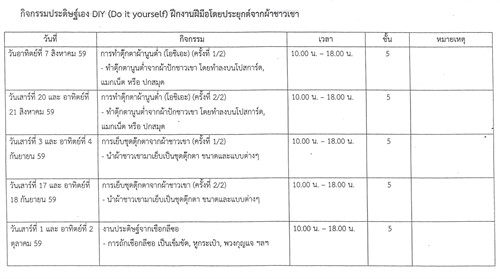 กิจกรรมประดิษฐ์เอง DIY (Do it yourself) ฝึกงานฝีมือโดยประยุกต์จากผ้าชาวเขา
วันที่ กิจกรรม เวลา ชั้น หมายเหตุ
วันอาทิตย์ที่ 7 สิงหาคม 59 การทำตุ๊กตาผ้านูนต่ำ (โอชิเอะ) (ครั้งที่ 1/2) 10.00 น. – 18.00 น. 5
- ทำตุ๊กตานูนต่ำจากผ้าปักชาวเขา โดยทำลงบนโปสการ์ด,
แมกเน็ต หรือ ปกสมุด
วันเสาร์ที่ 20 และ อาทิตย์ที่ การทำตุ๊กตาผ้านูนต่ำ (โอชิเอะ) (ครั้งที่ 2/2) 10.00 น. – 18.00 น. 5
21 สิงหาคม 59 - ทำตุ๊กตานูนต่ำจากผ้าปักชาวเขา โดยทำลงบนโปสการ์ด,
แมกเน็ต หรือ ปกสมุด
วันเสาร์ที่ 3 และ อาทิตย์ที่ 4 การเย็บชุดตุ๊กตาจากผ้าชาวเขา (ครั้งที่ 1/2) 10.00 น. – 18.00 น. 5
กันยายน 59 - นำผ้าชาวเขามาเย็บเป็นชุดตุ๊กตา ขนาดและแบบต่างๆ
วันเสาร์ที่ 17 และ อาทิตย์ที่ การเย็บชุดตุ๊กตาจากผ้าชาวเขา (ครั้งที่ 2/2) 10.00 น. – 18.00 น. 5
18 กันยายน 59 - นำผ้าชาวเขามาเย็บเป็นชุดตุ๊กตา ขนาดและแบบต่างๆ
วันเสาร์ที่ 1 และ อาทิตย์ที่ 2 งานประดิษฐ์จากเชือกลีซอ 10.00 น. – 18.00 น. 5
ตุลาคม 59 - การถักเชือกลีซอ เป็นเข็มขัด, หูกระเป๋า, พวงกุญแจ ฯลฯ